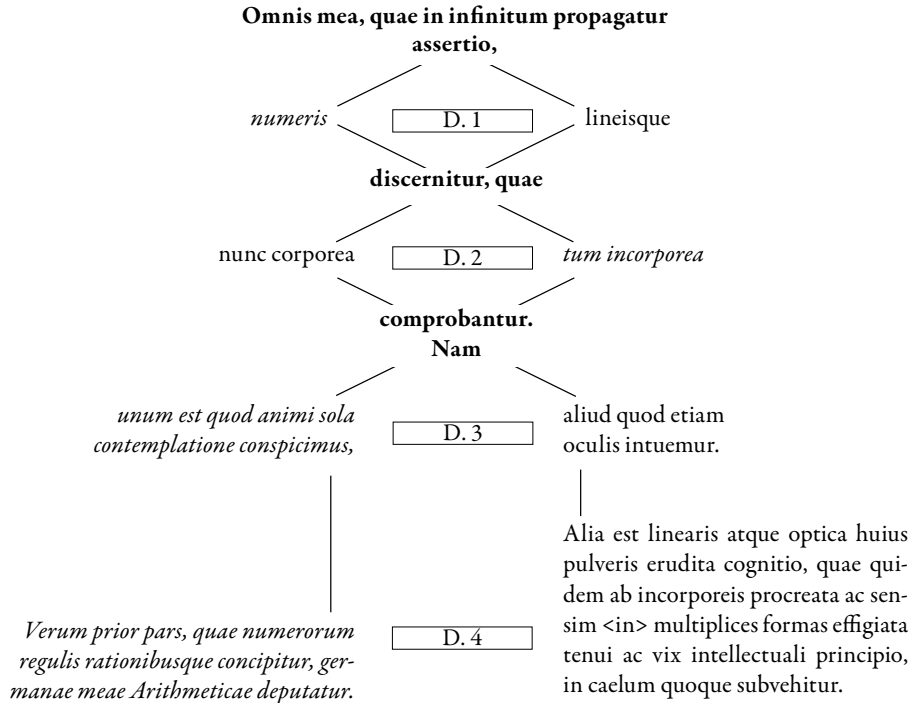 Omnis mea, quae in infinitum propagatur
assertio,
numeris
D. 1
lineisque
discernitur, quae
nunc corporea
D. 2
tum incorporea
comprobantur.
Nam
unum est quod animi sola
contemplatione conspicimus,
D. 3
aliud quod etiam
oculis intuemur.
Verum prior pars, quae numerorum
regulis rationibusque concipitur, ger-
manae meae Arithmeticae deputatur.
D. 4
Alia est linearis atque optica huius
pulveris erudita cognitio, quae qui-
dem ab incorporeis procreata ac sen-
sim <in> multiplices formas effigiata
tenui ac vix intellectuali principio,
in caelum quoque subvehitur.